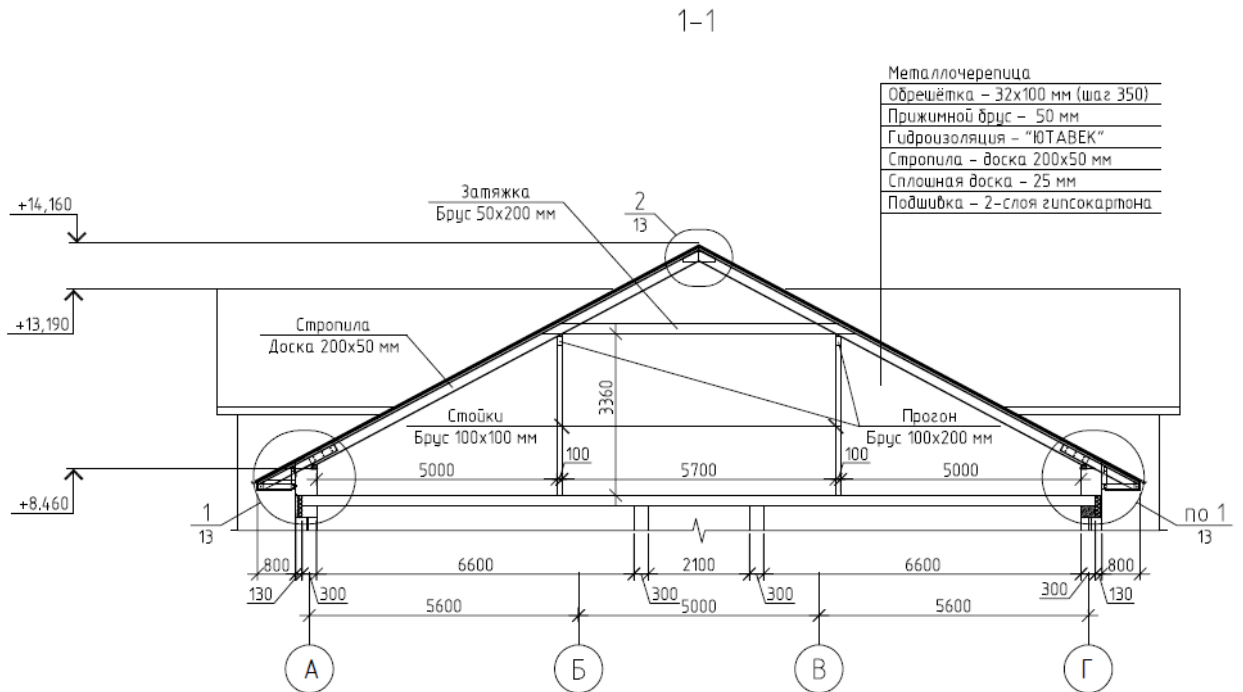 1-1
Металлочерепица
Обрешётка - 32х100 мм (шаг 350)
Прижимной брус - 50 мм
Гидроизоляция - "ЮТАВЕК"
Стропила - доска 200х50 мм
Сплошная доска - 25 мм
Подшивка - 2-слоя гипсокартона
+14,160
Затяжка
Брус 50х200 мм
2
13
+13,190
Стропила
Доска 200х50 мм
3360
Стойки
Брус 100х100 мм
Прогон
Брус 100х200 мм
+8.460
5000
100
5700
100
5000
1
13
по 1
13
800
6600
2100
6600
800
130
300
300
300
300
130
5600
5000
5600
А
Б
В
Г